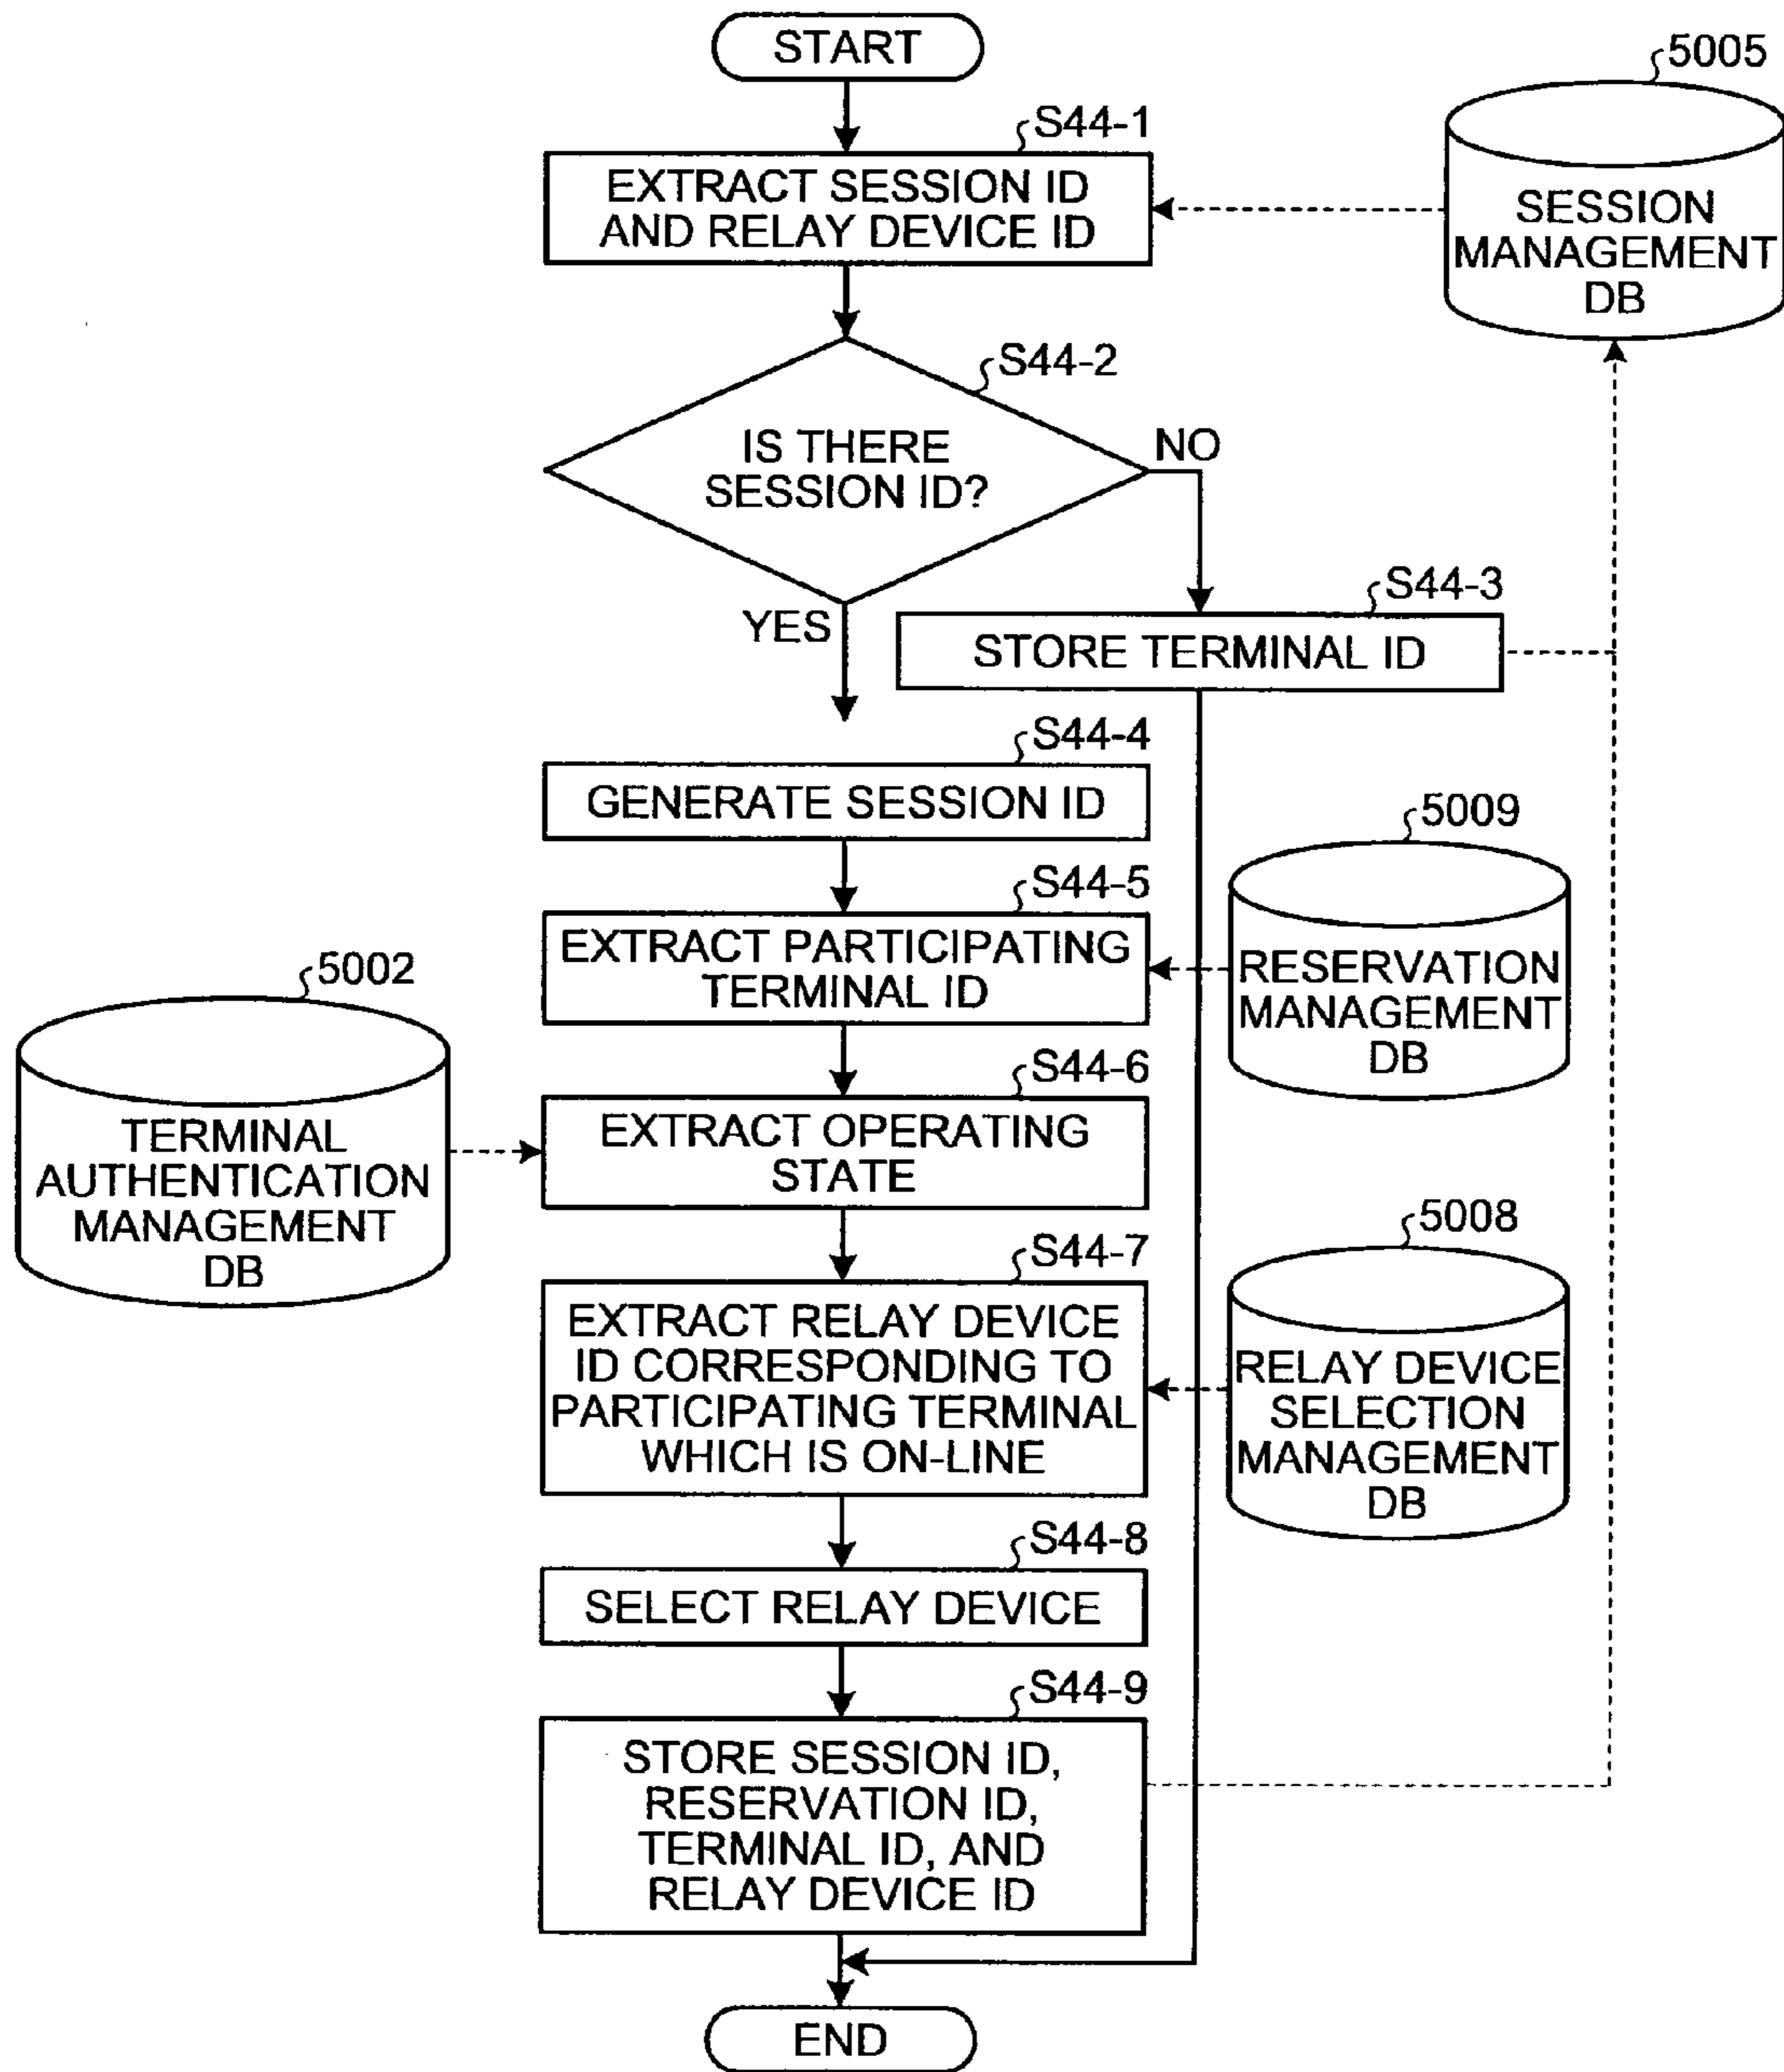 START
5005
S44-1
EXTRACT SESSION ID
AND RELAY DEVICE ID
SESSION
MANAGEMENT
DB
S44-2
IS THERE
SESSION ID?
NO
YES
S44-3
STORE TERMINAL ID
S44-4
GENERATE SESSION ID
5009
S44-5
EXTRACT PARTICIPATING
TERMINAL ID
RESERVATION
MANAGEMENT
DB
5002
TERMINAL
AUTHENTICATION
MANAGEMENT
DB
S44-6
EXTRACT OPERATING
STATE
5008
S44-7
EXTRACT RELAY DEVICE
ID CORRESPONDING TO
PARTICIPATING TERMINAL
WHICH IS ON-LINE
RELAY DEVICE
SELECTION
MANAGEMENT
DB
S44-8
SELECT RELAY DEVICE
S44-9
STORE SESSION ID,
RESERVATION ID,
TERMINAL ID, AND
RELAY DEVICE ID
END